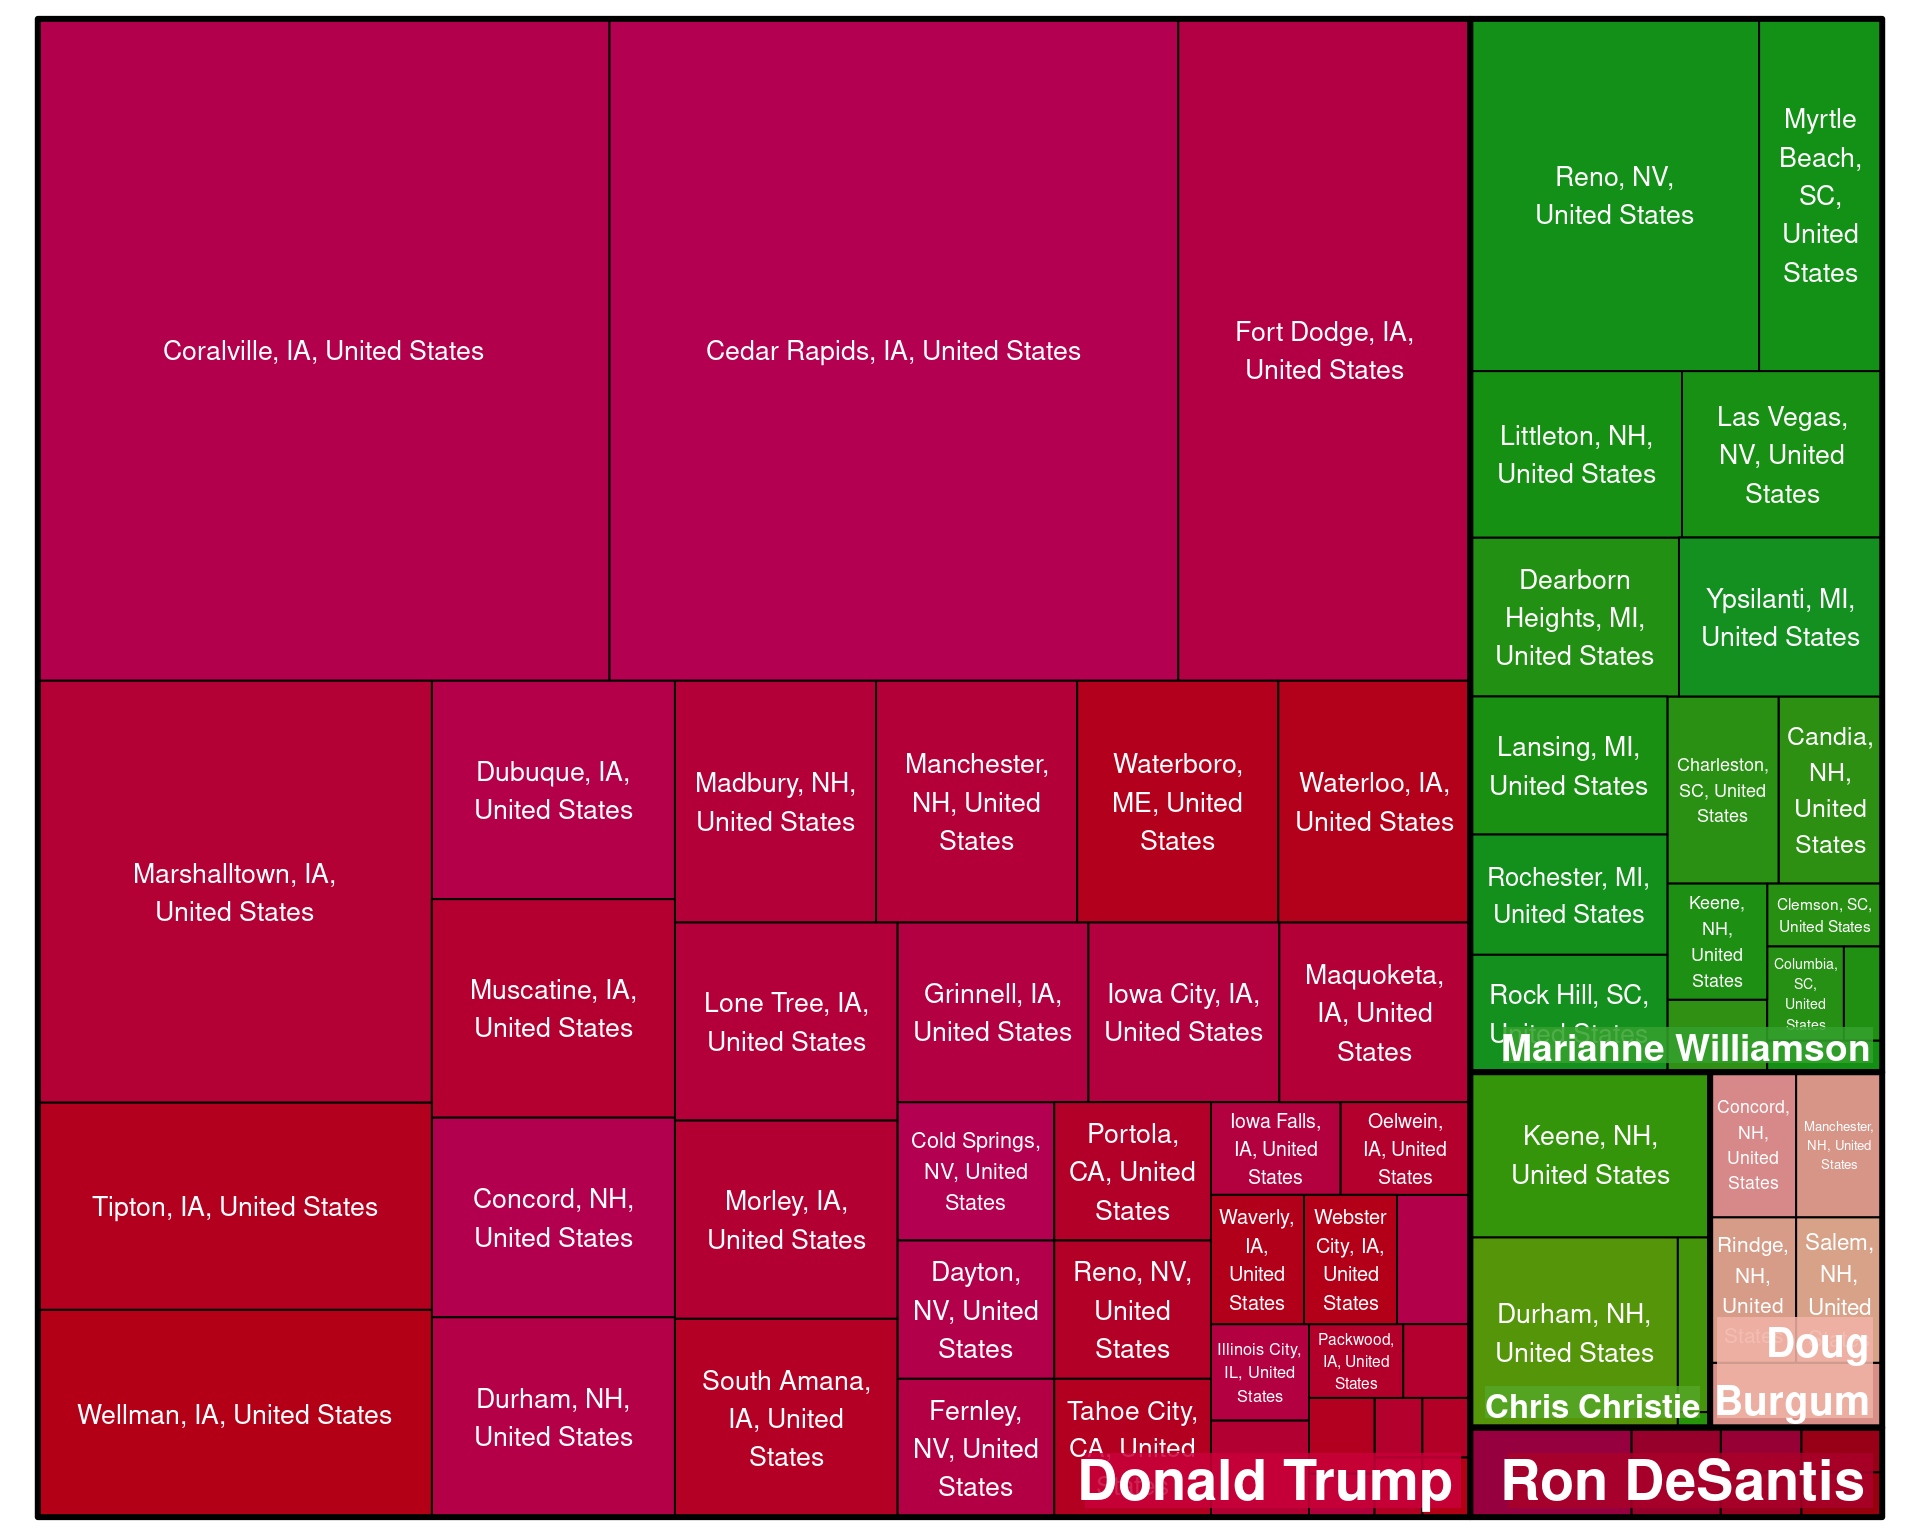 Coralville, IA, United States
Cedar Rapids, IA, United States
Fort Dodge, IA,
United States
Marshalltown, IA,
United States
Tipton, IA, United States
Wellman, IA, United States
Dubuque, IA,
United States
Muscatine, IA,
United States
Concord, NH,
United States
Durham, NH,
United States
Madbury, NH,
United States
Manchester,
NH, United
States
Waterboro,
ME, United
States
Waterloo, IA,
United States
Lone Tree, IA,
United States
Morley, IA,
United States
South Amana,
IA, United
States
Grinnell, IA,
United States
Iowa City, IA,
United States
Maquoketa,
IA, United
States
Cold Springs,
NV, United
States
Dayton,
NV, United
States
Fernley,
NV, United
States
Portola,
CA, United
States
Reno, NV,
United
States
Tahoe City,
CA, United
States
Iowa Falls,
IA, United
States
Oelwein,
IA, United
States
Waverly,
IA,
United
States
Webster
City, IA,
United
States
Illinois City,
IL, United
States
Packwood,
IA, United
States
Donald Trump
Reno, NV,
United States
Myrtle
Beach,
SC,
United
States
Littleton, NH,
United States
Las Vegas,
NV, United
States
Dearborn
Heights, MI,
United States
Ypsilanti, MI,
United States
Lansing, MI,
United States
Rochester, MI,
United States
Rock Hill, SC,
United States
Charleston,
SC, United
States
Candia,
NH,
United
States
Keene,
NH,
United
States
Clemson, SC,
United States
Columbia,
SC,
United
States
Marianne Williamson
Keene, NH,
United States
Durham, NH,
United States
Chris Christie
Concord,
NH,
United
States
Manchester,
NH, United
States
Rindge,
NH,
United
States
Salem,
NH,
United
Doug
Burgum
Ron DeSantis